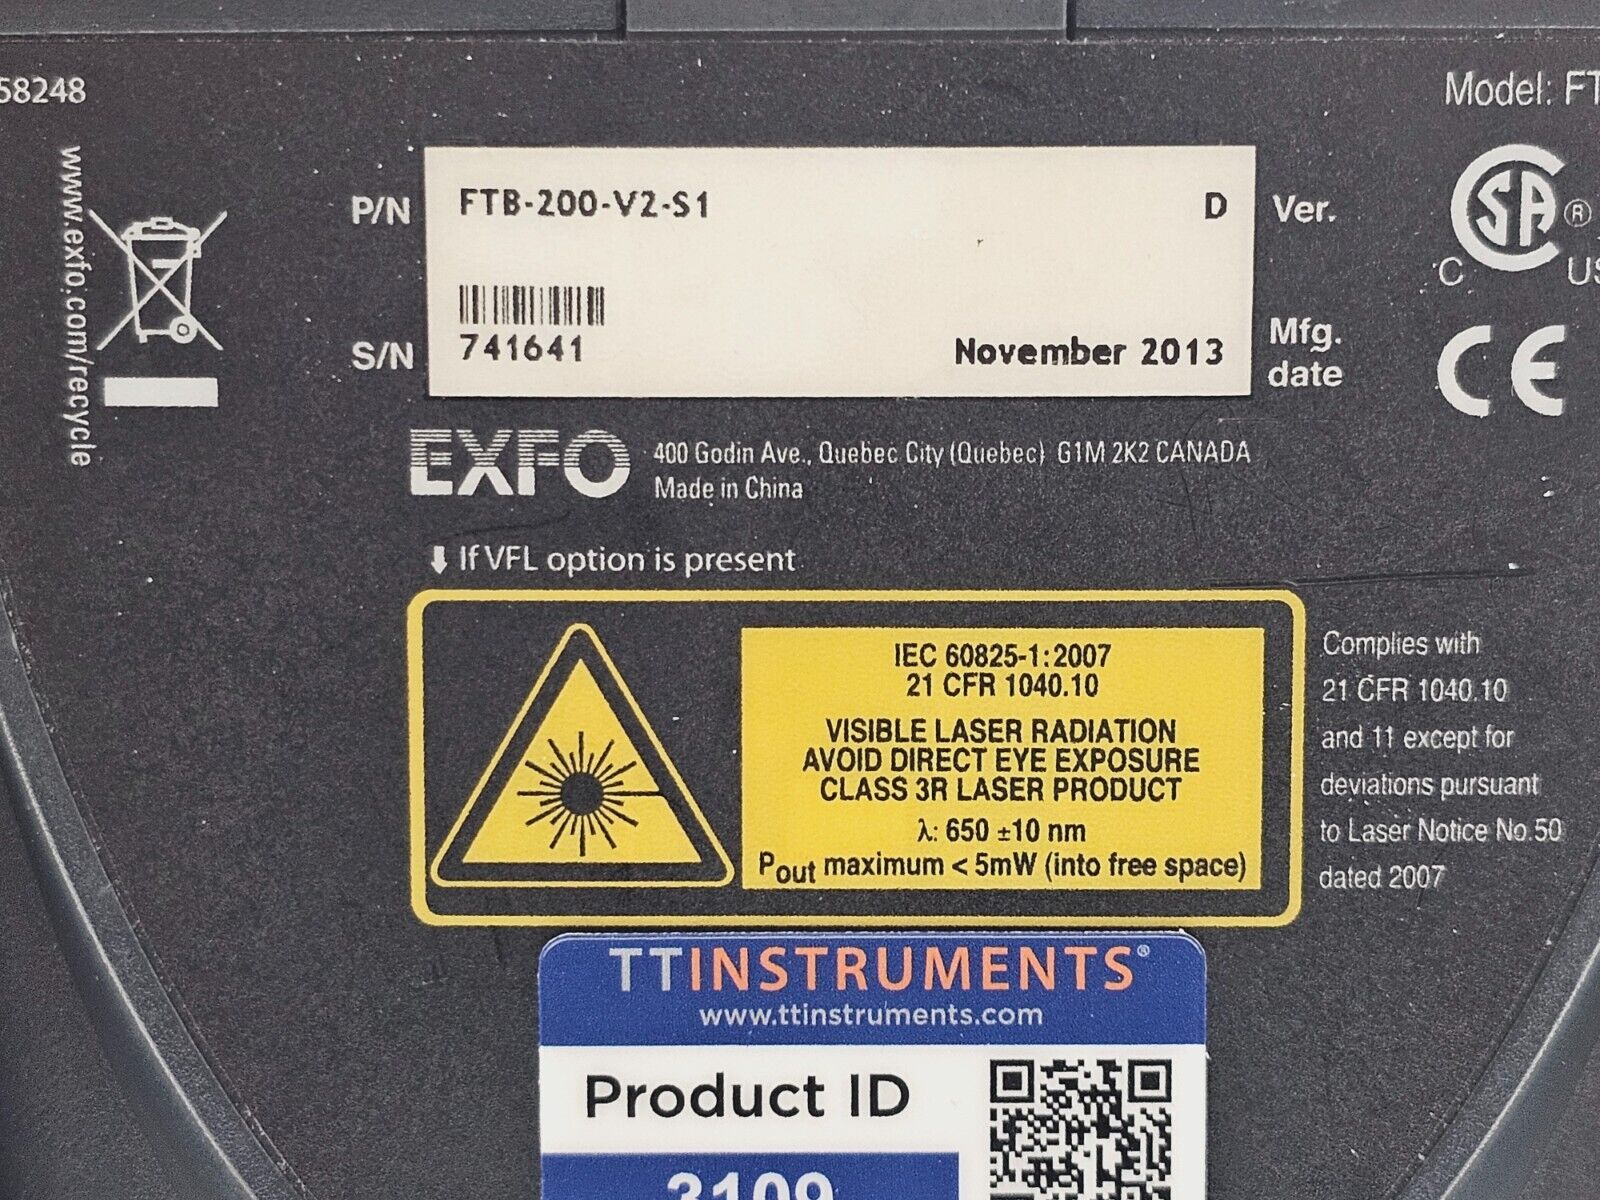 58248
Model: FT
www.exfo.com/recycle
P/N
FTB-200-V2-S1
D
Ver.
S/N
741641
November 2013
Mfg.
date
C
SA
®
US
CE
EXFO
400 Godin Ave., Quebec City (Quebec) G1M 2K2 CANADA
Made in China
If VFL option is present
IEC 60825-1:2007
21 CFR 1040.10
VISIBLE LASER RADIATION
AVOID DIRECT EYE EXPOSURE
CLASS 3R LASER PRODUCT
λ: 650 ±10 nm
Pout maximum < 5mW (into free space)
Complies with
21 CFR 1040.10
and 11 except for
deviations pursuant
to Laser Notice No.50
dated 2007
TTINSTRUMENTS®
www.ttinstruments.com
Product ID
3109